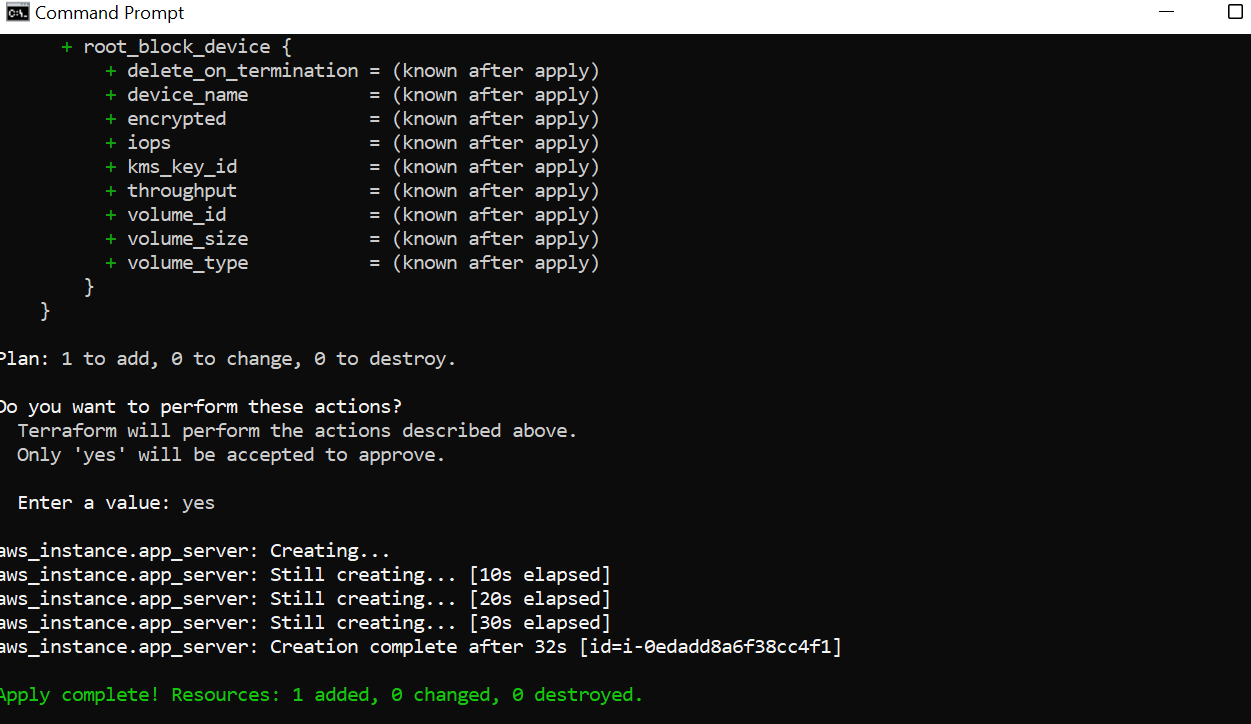 Command Prompt
+ root_block_device {
+ delete_on_termination = (known after apply)
+ device_name = (known after apply)
+ encrypted = (known after apply)
+ iops = (known after apply)
+ kms_key_id = (known after apply)
+ throughput = (known after apply)
+ volume_id = (known after apply)
+ volume_size = (known after apply)
+ volume_type = (known after apply)
}
}
Plan: 1 to add, 0 to change, 0 to destroy.
Do you want to perform these actions?
Terraform will perform the actions described above.
Only 'yes' will be accepted to approve.
Enter a value: yes
aws_instance.app_server: Creating...
aws_instance.app_server: Still creating... [10s elapsed]
aws_instance.app_server: Still creating... [20s elapsed]
aws_instance.app_server: Still creating... [30s elapsed]
aws_instance.app_server: Creation complete after 32s [id=i-0edadd8a6f38cc4f1]
Apply complete! Resources: 1 added, 0 changed, 0 destroyed.